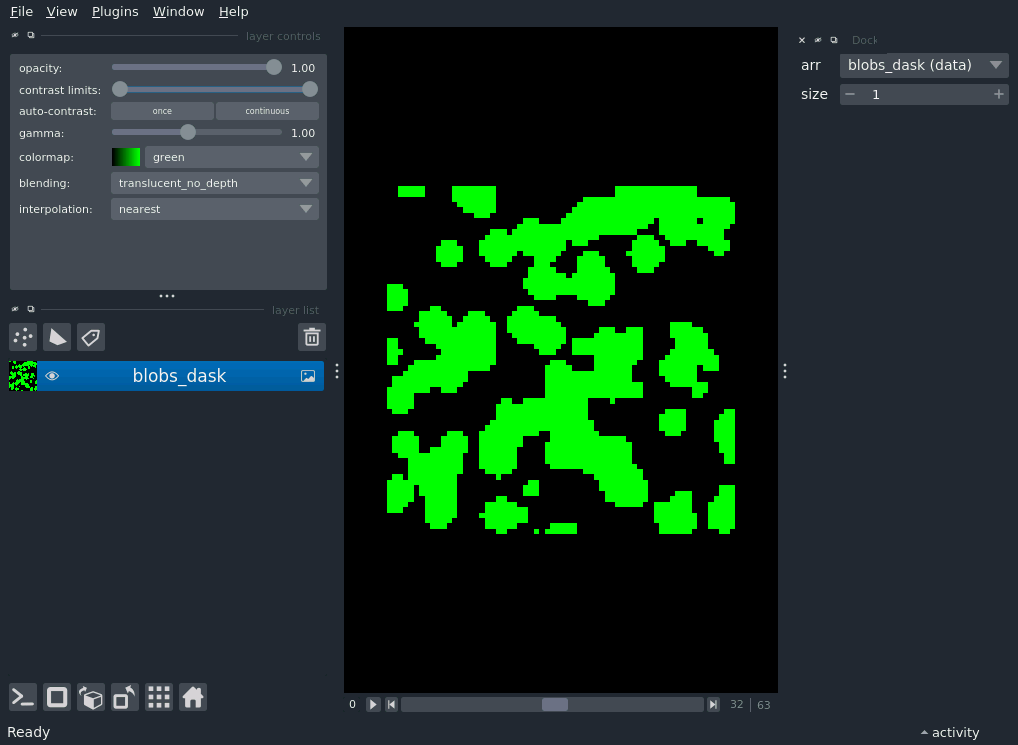 File View Plugins Window Help
layer controls
opacity: 1.00
contrast limits:
auto-contrast: once continuous
gamma: 1.00
colormap: green
blending: translucent_no_depth
interpolation: nearest
layer list
blobs_dask
Dock
arr blobs_dask (data)
size 1
0 32 63
Ready
activity